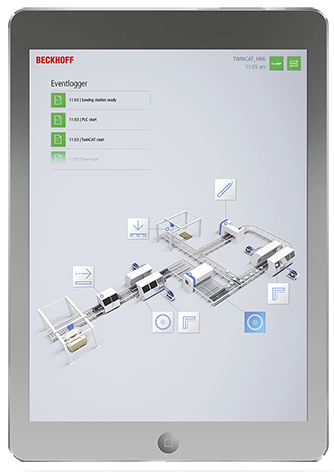 BECKHOFF
TWINCAT_HMI
11:05 am
Eventlogger
11:03 | Sawing station ready
11:03 | PLC start
11:03 | TwinCAT start